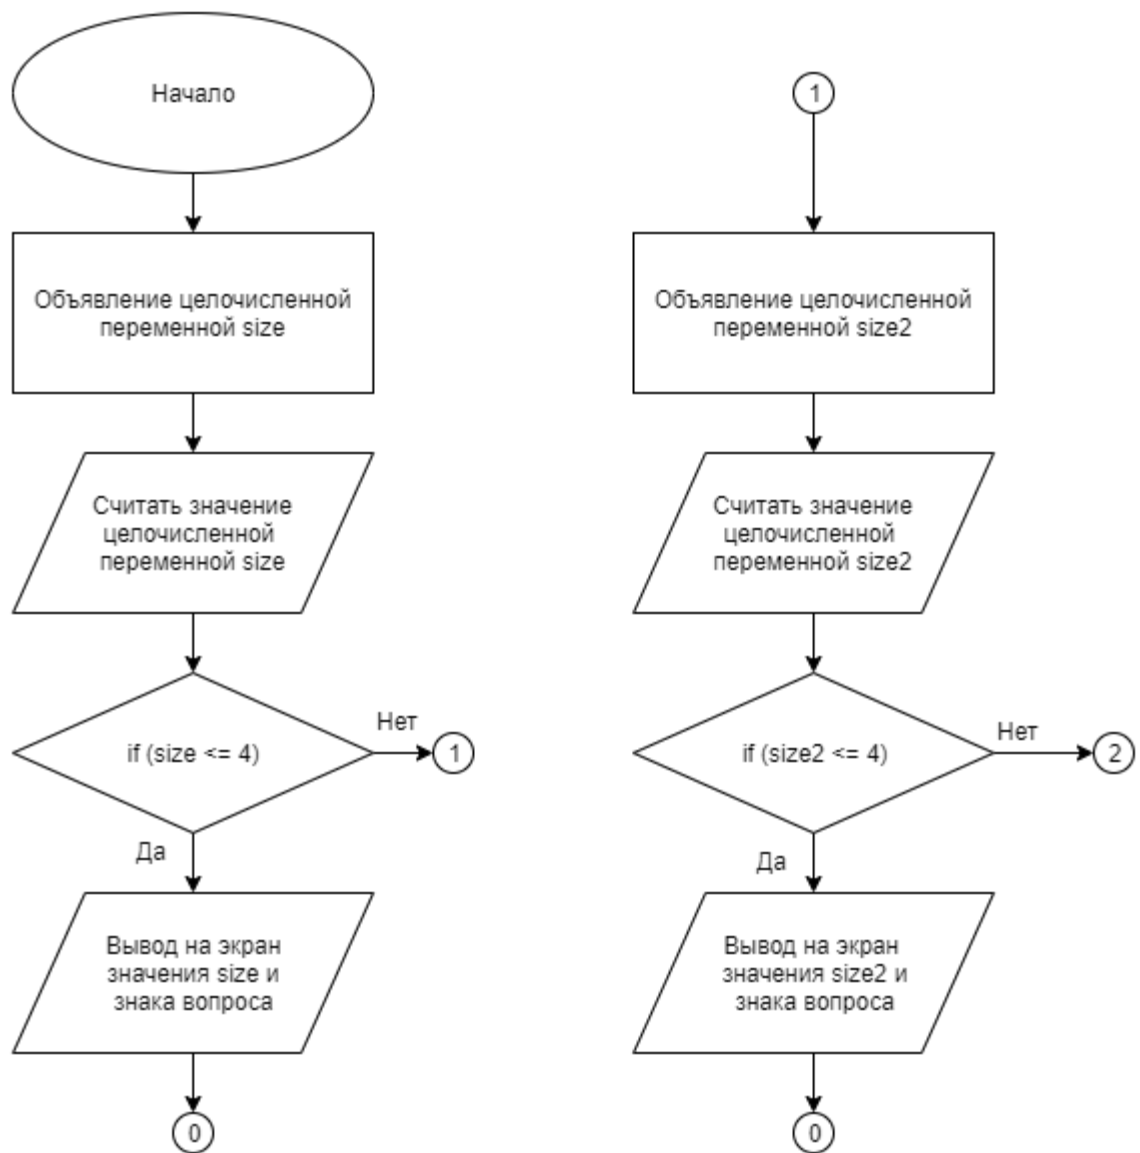 Начало
Объявление целочисленной
переменной size
Считать значение
целочисленной
переменной size
if (size <= 4)
Нет
1
Да
Вывод на экран
значения size и
знака вопроса
0
1
Объявление целочисленной
переменной size2
Считать значение
целочисленной
переменной size2
if (size2 <= 4)
Нет
2
Да
Вывод на экран
значения size2 и
знака вопроса
0